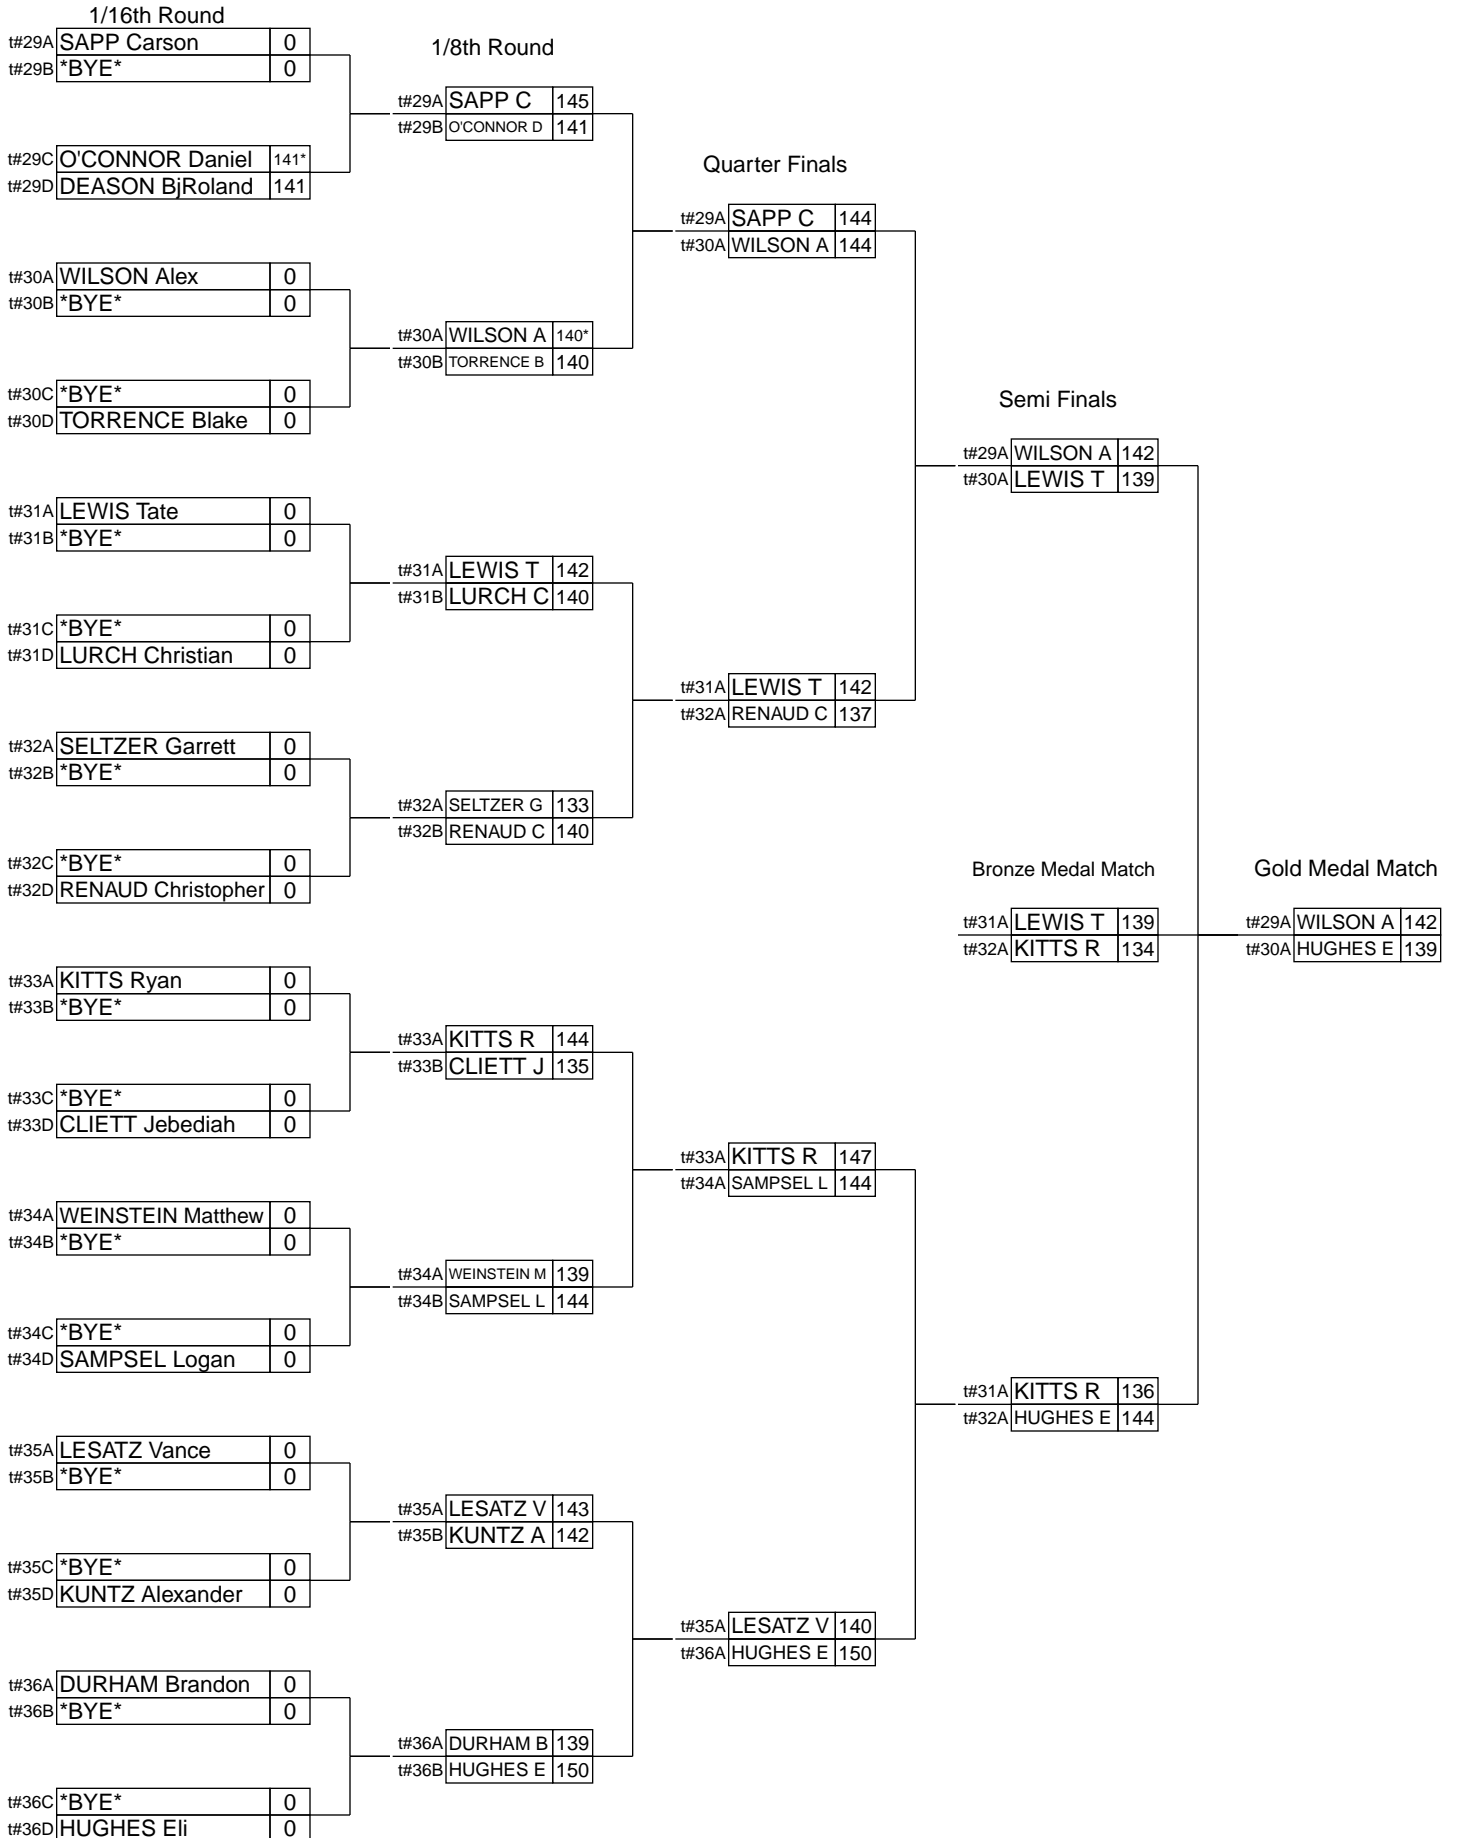 1/16th Round
t#29A SAPP Carson 0
t#29B *BYE* 0
t#29C O'CONNOR Daniel 141*
t#29D DEASON BjRoland 141
t#30A WILSON Alex 0
t#30B *BYE* 0
t#30C *BYE* 0
t#30D TORRENCE Blake 0
t#31A LEWIS Tate 0
t#31B *BYE* 0
t#31C *BYE* 0
t#31D LURCH Christian 0
t#32A SELTZER Garrett 0
t#32B *BYE* 0
t#32C *BYE* 0
t#32D RENAUD Christopher 0
t#33A KITTS Ryan 0
t#33B *BYE* 0
t#33C *BYE* 0
t#33D CLIETT Jebediah 0
t#34A WEINSTEIN Matthew 0
t#34B *BYE* 0
t#34C *BYE* 0
t#34D SAMPSEL Logan 0
t#35A LESATZ Vance 0
t#35B *BYE* 0
t#35C *BYE* 0
t#35D KUNTZ Alexander 0
t#36A DURHAM Brandon 0
t#36B *BYE* 0
t#36C *BYE* 0
t#36D HUGHES Eli 0
1/8th Round
t#29A SAPP C 145
t#29B O'CONNOR D 141
t#30A WILSON A 140*
t#30B TORRENCE B 140
t#31A LEWIS T 142
t#31B LURCH C 140
t#32A SELTZER G 133
t#32B RENAUD C 140
t#33A KITTS R 144
t#33B CLIETT J 135
t#34A WEINSTEIN M 139
t#34B SAMPSEL L 144
t#35A LESATZ V 143
t#35B KUNTZ A 142
t#36A DURHAM B 139
t#36B HUGHES E 150
Quarter Finals
t#29A SAPP C 144
t#30A WILSON A 144
t#31A LEWIS T 142
t#32A RENAUD C 137
t#33A KITTS R 147
t#34A SAMPSEL L 144
t#35A LESATZ V 140
t#36A HUGHES E 150
Semi Finals
t#29A WILSON A 142
t#30A LEWIS T 139
t#31A KITTS R 136
t#32A HUGHES E 144
Bronze Medal Match
t#31A LEWIS T 139
t#32A KITTS R 134
Gold Medal Match
t#29A WILSON A 142
t#30A HUGHES E 139